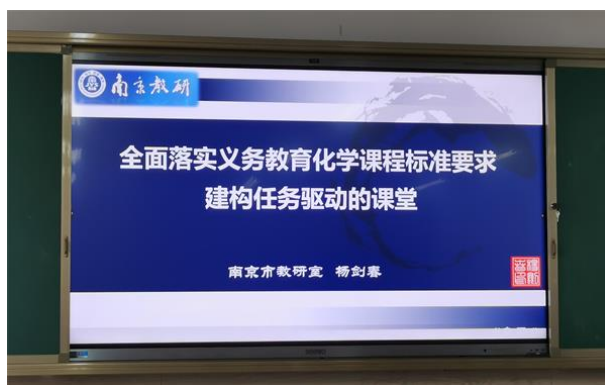 南京教研
全面落实义务教育化学课程标准要求
建构任务驱动的课堂
南京市教研室 杨剑春